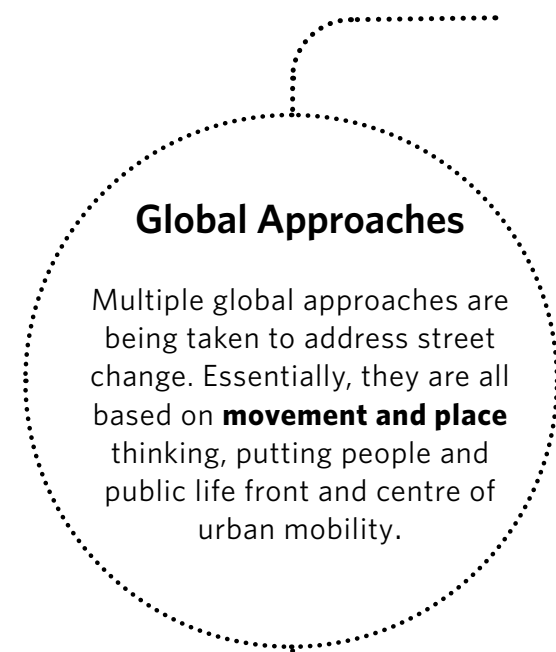 Global Approaches
Multiple global approaches are
being taken to address street
change. Essentially, they are all
based on movement and place
thinking, putting people and
public life front and centre of
urban mobility.